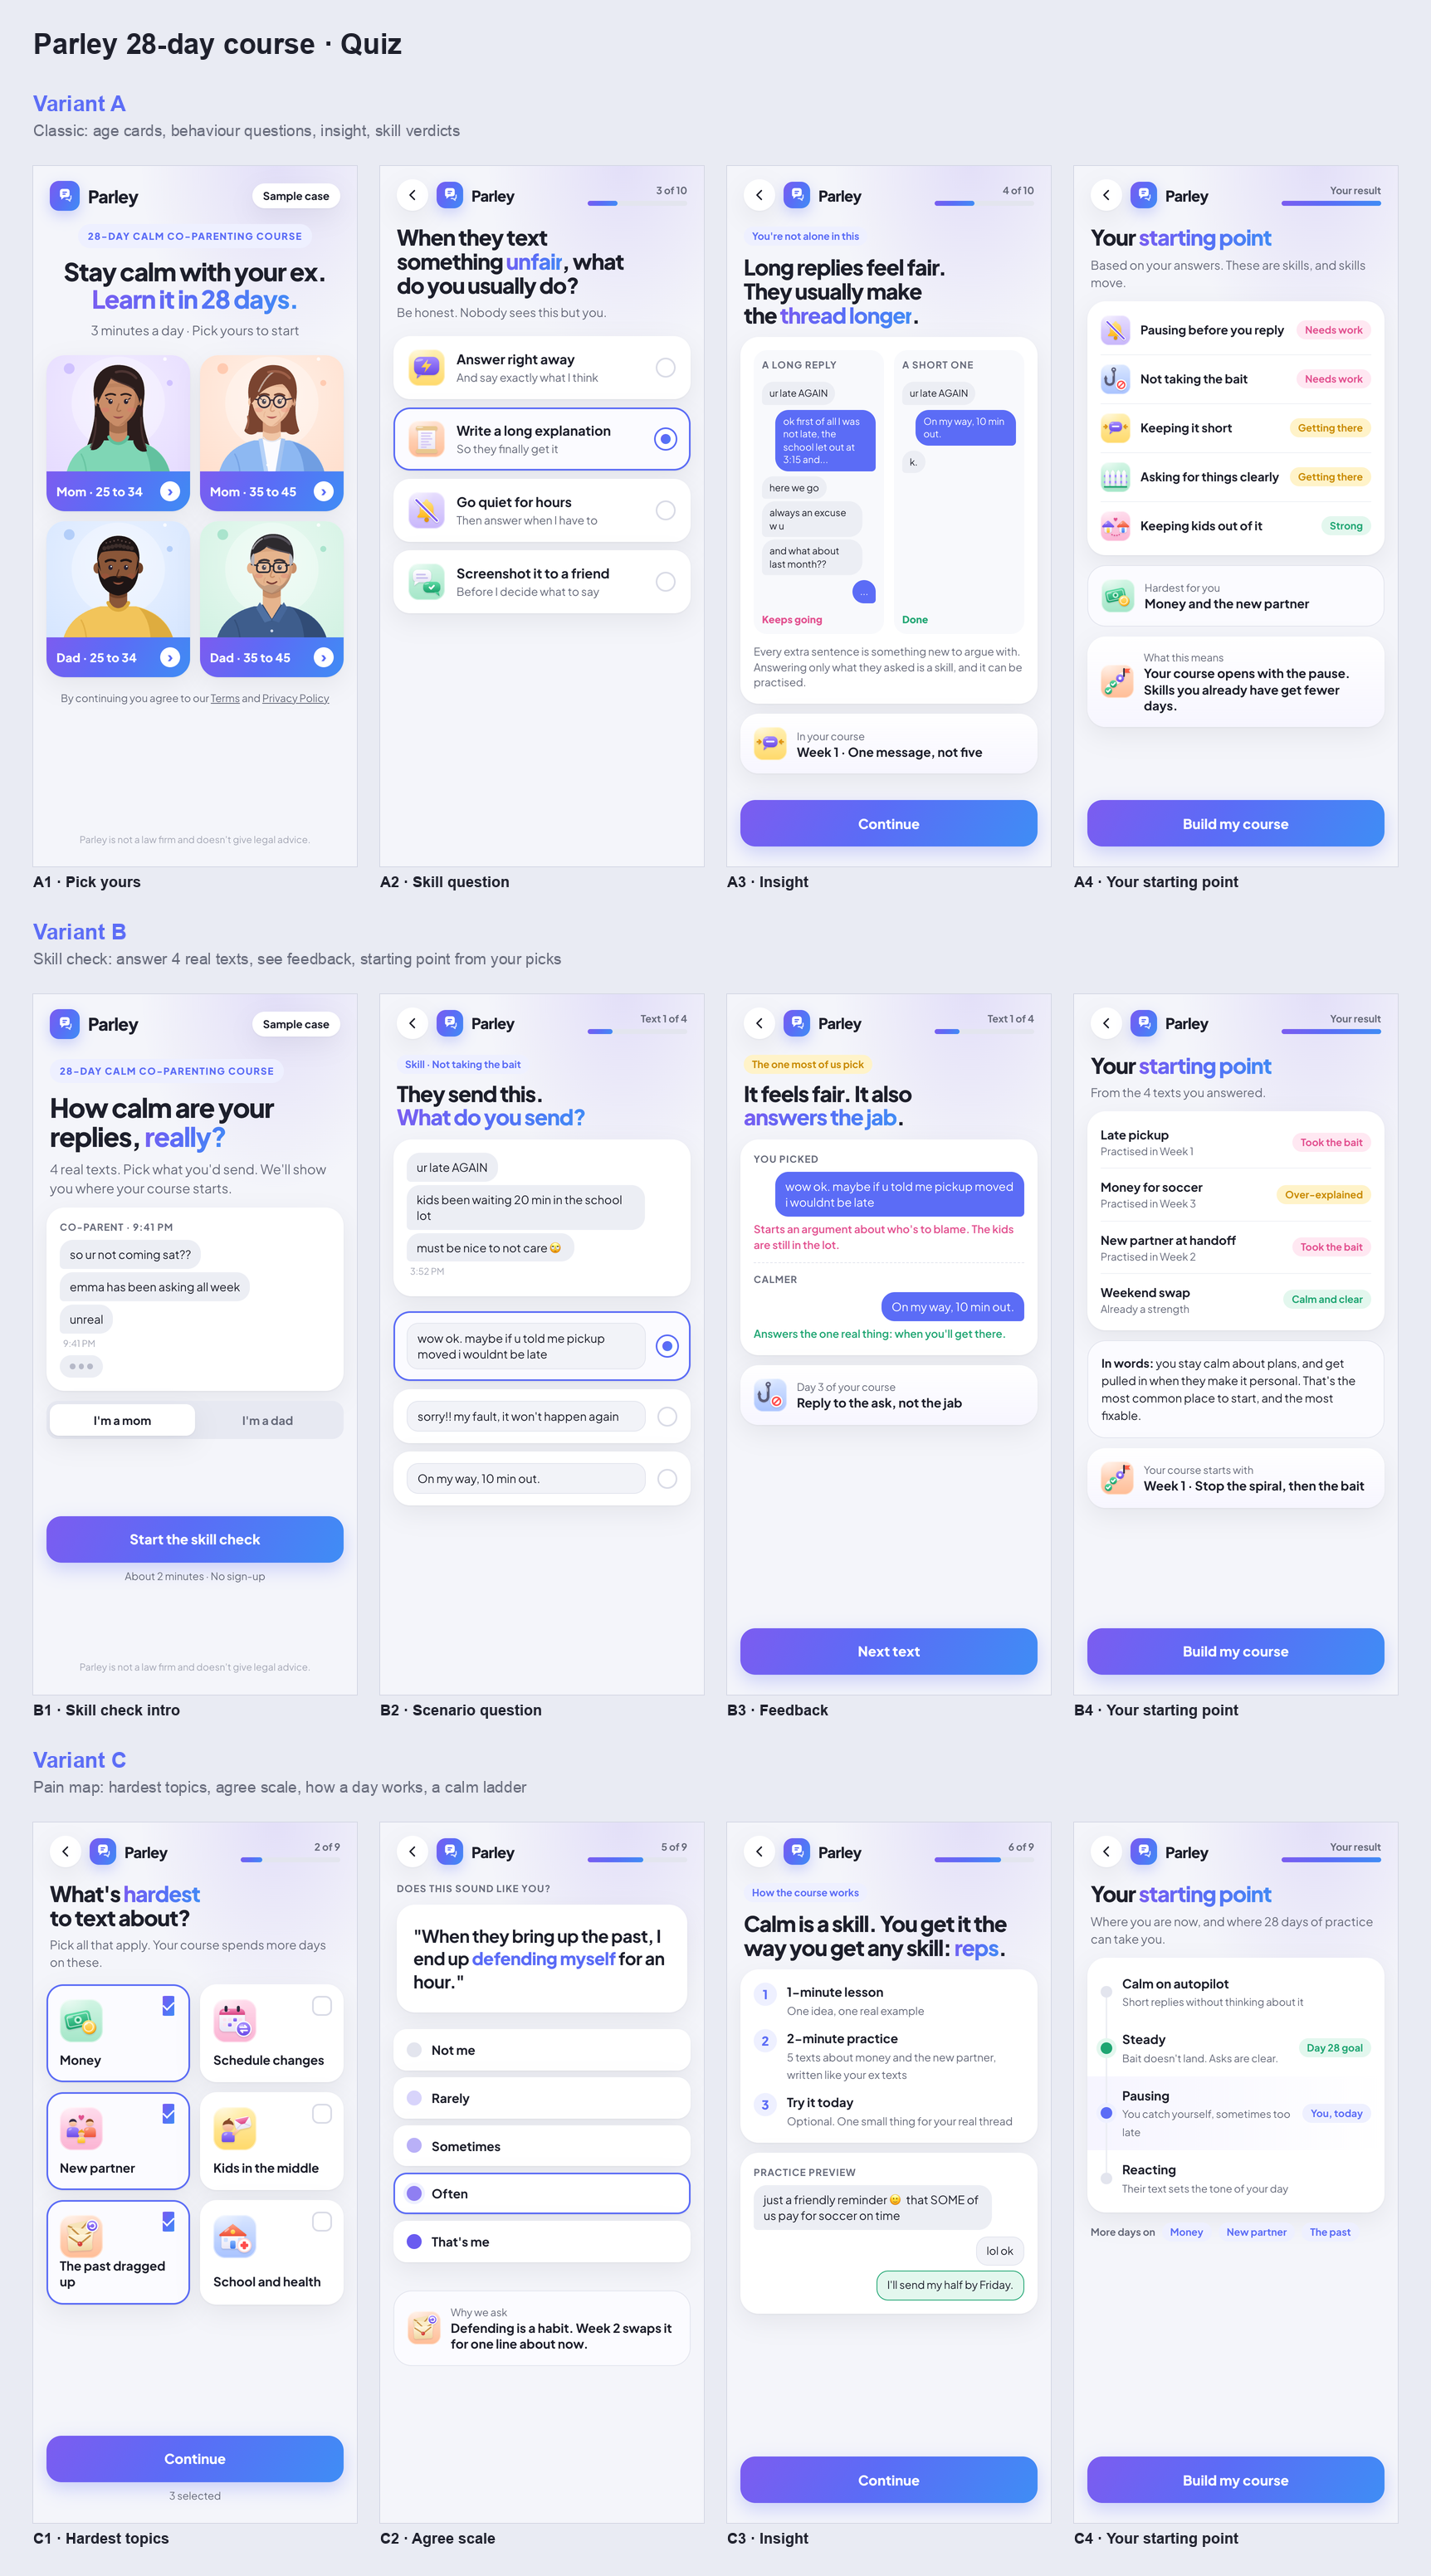 Parley 28-day course · Quiz
Variant A
Classic: age cards, behaviour questions, insight, skill verdicts
Parley
Sample case
28-DAY CALM CO-PARENTING COURSE
Stay calm with your ex.
Learn it in 28 days.
3 minutes a day · Pick yours to start
Mom · 25 to 34
Mom · 35 to 45
Dad · 25 to 34
Dad · 35 to 45
By continuing you agree to our Terms and Privacy Policy
Parley is not a law firm and doesn't give legal advice.
A1 · Pick yours
Parley
3 of 10
When they text
something unfair, what
do you usually do?
Be honest. Nobody sees this but you.
Answer right away
And say exactly what I think
Write a long explanation
So they finally get it
Go quiet for hours
Then answer when I have to
Screenshot it to a friend
Before I decide what to say
A2 · Skill question
Parley
4 of 10
You're not alone in this
Long replies feel fair.
They usually make
the thread longer.
A LONG REPLY
ur late AGAIN
ok first of all I was
not late, the
school let out at
3:15 and...
here we go
always an excuse
w u
and what about
last month??
...
Keeps going
A SHORT ONE
ur late AGAIN
On my way, 10 min
out.
k.
Done
Every extra sentence is something new to argue with.
Answering only what they asked is a skill, and it can be
practised.
In your course
Week 1 · One message, not five
Continue
A3 · Insight
Parley
Your result
Your starting point
Based on your answers. These are skills, and skills
move.
Pausing before you reply
Needs work
Not taking the bait
Needs work
Keeping it short
Getting there
Asking for things clearly
Getting there
Keeping kids out of it
Strong
Hardest for you
Money and the new partner
What this means
Your course opens with the pause.
Skills you already have get fewer
days.
Build my course
A4 · Your starting point
Variant B
Skill check: answer 4 real texts, see feedback, starting point from your picks
Parley
Sample case
28-DAY CALM CO-PARENTING COURSE
How calm are your
replies, really?
4 real texts. Pick what you'd send. We'll show
you where your course starts.
CO-PARENT · 9:41 PM
so ur not coming sat??
emma has been asking all week
unreal
9:41 PM
I'm a mom
I'm a dad
Start the skill check
About 2 minutes · No sign-up
Parley is not a law firm and doesn't give legal advice.
B1 · Skill check intro
Parley
Text 1 of 4
Skill · Not taking the bait
They send this.
What do you send?
ur late AGAIN
kids been waiting 20 min in the school
lot
must be nice to not care 😅
3:52 PM
wow ok. maybe if u told me pickup
moved i wouldnt be late
sorry!! my fault, it won't happen again
On my way, 10 min out.
B2 · Scenario question
Parley
Text 1 of 4
The one most of us pick
It feels fair. It also
answers the jab.
YOU PICKED
wow ok. maybe if u told me pickup moved
i wouldnt be late
Starts an argument about who's to blame. The kids
are still in the lot.
CALMER
On my way, 10 min out.
Answers the one real thing: when you'll get there.
Day 3 of your course
Reply to the ask, not the jab
Next text
B3 · Feedback
Parley
Your result
Your starting point
From the 4 texts you answered.
Late pickup
Practised in Week 1
Took the bait
Money for soccer
Practised in Week 3
Over-explained
New partner at handoff
Practised in Week 2
Took the bait
Weekend swap
Already a strength
Calm and clear
In words: you stay calm about plans, and get
pulled in when they make it personal. That's the
most common place to start, and the most
fixable.
Your course starts with
Week 1 · Stop the spiral, then the bait
Build my course
B4 · Your starting point
Variant C
Pain map: hardest topics, agree scale, how a day works, a calm ladder
Parley
2 of 9
What's hardest
to text about?
Pick all that apply. Your course spends more days
on these.
Money
Schedule changes
New partner
Kids in the middle
The past dragged
up
School and health
Continue
3 selected
C1 · Hardest topics
Parley
5 of 9
DOES THIS SOUND LIKE YOU?
"When they bring up the past, I
end up defending myself for an
hour."
Not me
Rarely
Sometimes
Often
That's me
Why we ask
Defending is a habit. Week 2 swaps it
for one line about now.
C2 · Agree scale
Parley
6 of 9
How the course works
Calm is a skill. You get it the
way you get any skill: reps.
1
1-minute lesson
One idea, one real example
2
2-minute practice
5 texts about money and the new partner,
written like your ex texts
3
Try it today
Optional. One small thing for your real thread
PRACTICE PREVIEW
just a friendly reminder 🙂 that SOME of
us pay for soccer on time
lol ok
I'll send my half by Friday.
Continue
C3 · Insight
Parley
Your result
Your starting point
Where you are now, and where 28 days of practice
can take you.
Calm on autopilot
Short replies without thinking about it
Steady
Bait doesn't land. Asks are clear.
Day 28 goal
Pausing
You catch yourself, sometimes too
late
You, today
Reacting
Their text sets the tone of your day
More days on
Money
New partner
The past
Build my course
C4 · Your starting point